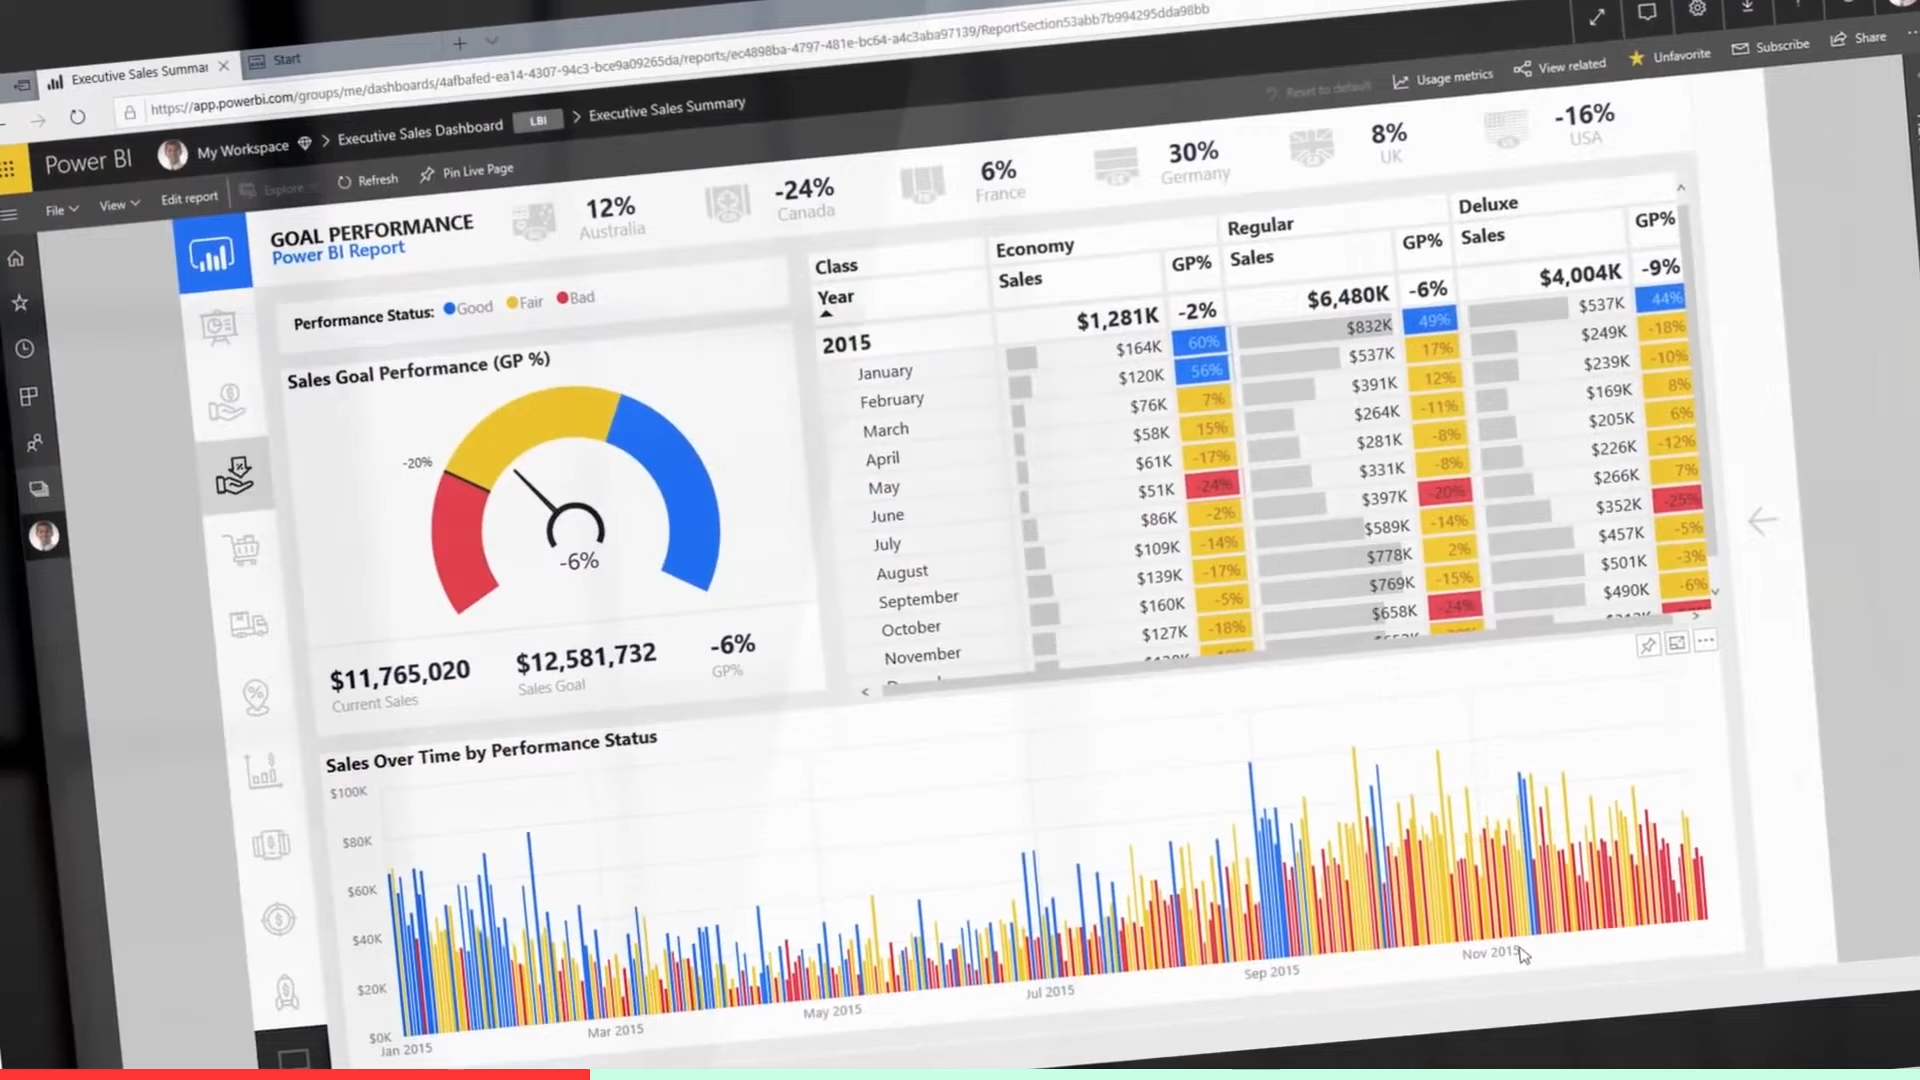 Executive Sales Summar
Start
https://app.powerbi.com/groups/me/dashboards/4afbafed-ea14-4307-94c3-bce9a09265da/reports/ec4898ba-4797-481e-bc64-a4c3aba97139/ReportSection53abb7b994295dda98bb
Power BI
My Workspace > Executive Sales Dashboard LBI > Executive Sales Summary
Reset to default Usage metrics View related Unfavorite Subscribe Share
File View Edit report Explore Refresh Pin Live Page
GOAL PERFORMANCE
Power BI Report
12%
Australia
-24%
Canada
6%
France
30%
Germany
8%
UK
-16%
USA
Performance Status: Good Fair Bad
Sales Goal Performance (GP %)
-20%
-6%
$11,765,020
Current Sales
$12,581,732
Sales Goal
-6%
GP%
Class Economy Regular Deluxe
Year Sales GP% Sales GP% Sales GP%
2015 $1,281K -2% $6,480K -6% $4,004K -9%
January $164K 60% $832K 49% $537K 44%
February $120K 56% $537K 17% $249K -18%
March $76K 7% $391K 12% $239K -10%
April $58K 15% $264K -11% $169K 8%
May $61K -17% $281K -8% $205K 6%
June $51K -24% $331K -8% $226K -12%
July $86K -2% $397K -20% $266K 7%
August $109K -14% $589K -14% $352K -25%
September $139K -17% $778K 2% $457K -5%
October $160K -5% $769K -15% $501K -3%
November $127K -18% $658K -24% $490K -6%
Sales Over Time by Performance Status
$100K
$80K
$60K
$40K
$20K
$0K
Jan 2015
Mar 2015
May 2015
Jul 2015
Sep 2015
Nov 2015